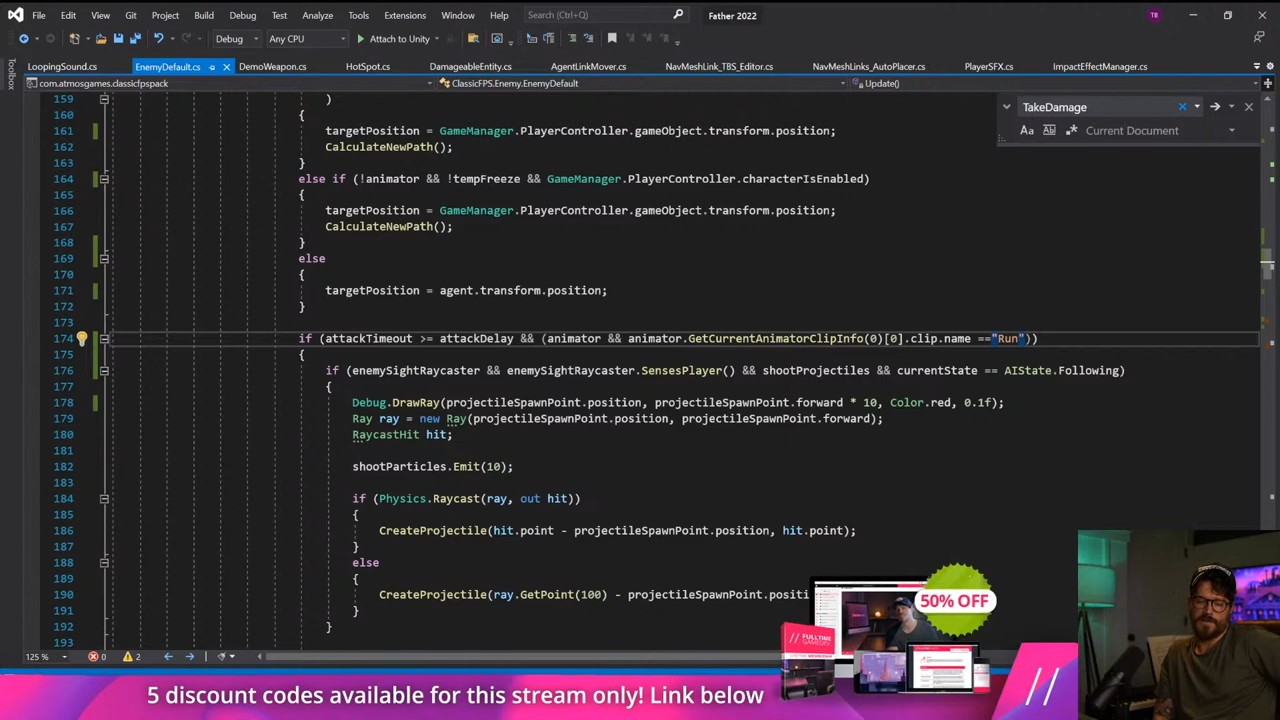 File Edit View Git Project Build Debug Test Analyze Tools Extensions Window Help Search (Ctrl+Q) Father 2022 TB
Debug Any CPU Attach to Unity
Toolbox
LoopingSound.cs EnemyDefault.cs DemoWeapon.cs HotSpot.cs DamageableEntity.cs AgentLinkMover.cs NavMeshLink_TBS_Editor.cs NavMeshLinks_AutoPlacer.cs PlayerSFX.cs ImpactEffectManager.cs
com.atmosgames.classicfpspack ClassicFPS.Enemy.EnemyDefault Update()
TakeDamage
Aa Ab Current Document
159 )
160 {
161 targetPosition = GameManager.PlayerController.gameObject.transform.position;
162 CalculateNewPath();
163 }
164 else if (!animator && !tempFreeze && GameManager.PlayerController.characterIsEnabled)
165 {
166 targetPosition = GameManager.PlayerController.gameObject.transform.position;
167 CalculateNewPath();
168 }
169 else
170 {
171 targetPosition = agent.transform.position;
172 }
173
174 if (attackTimeout >= attackDelay && (animator && animator.GetCurrentAnimatorClipInfo(0)[0].clip.name =="Run"))
175 {
176 if (enemySightRaycaster && enemySightRaycaster.SensesPlayer() && shootProjectiles && currentState == AIState.Following)
177 {
178 Debug.DrawRay(projectileSpawnPoint.position, projectileSpawnPoint.forward * 10, Color.red, 0.1f);
179 Ray ray = new Ray(projectileSpawnPoint.position, projectileSpawnPoint.forward);
180 RaycastHit hit;
181
182 shootParticles.Emit(10);
183
184 if (Physics.Raycast(ray, out hit))
185 {
186 CreateProjectile(hit.point - projectileSpawnPoint.position, hit.point);
187 }
188 else
189 {
190 CreateProjectile(ray.GetPoint(100) - projectileSpawnPoint.positi
191 }
192 }
193
125 % 0 2
50% OFF
// FULLTIME
GAMEDEV
//
5 discount codes available for this stream only! Link below